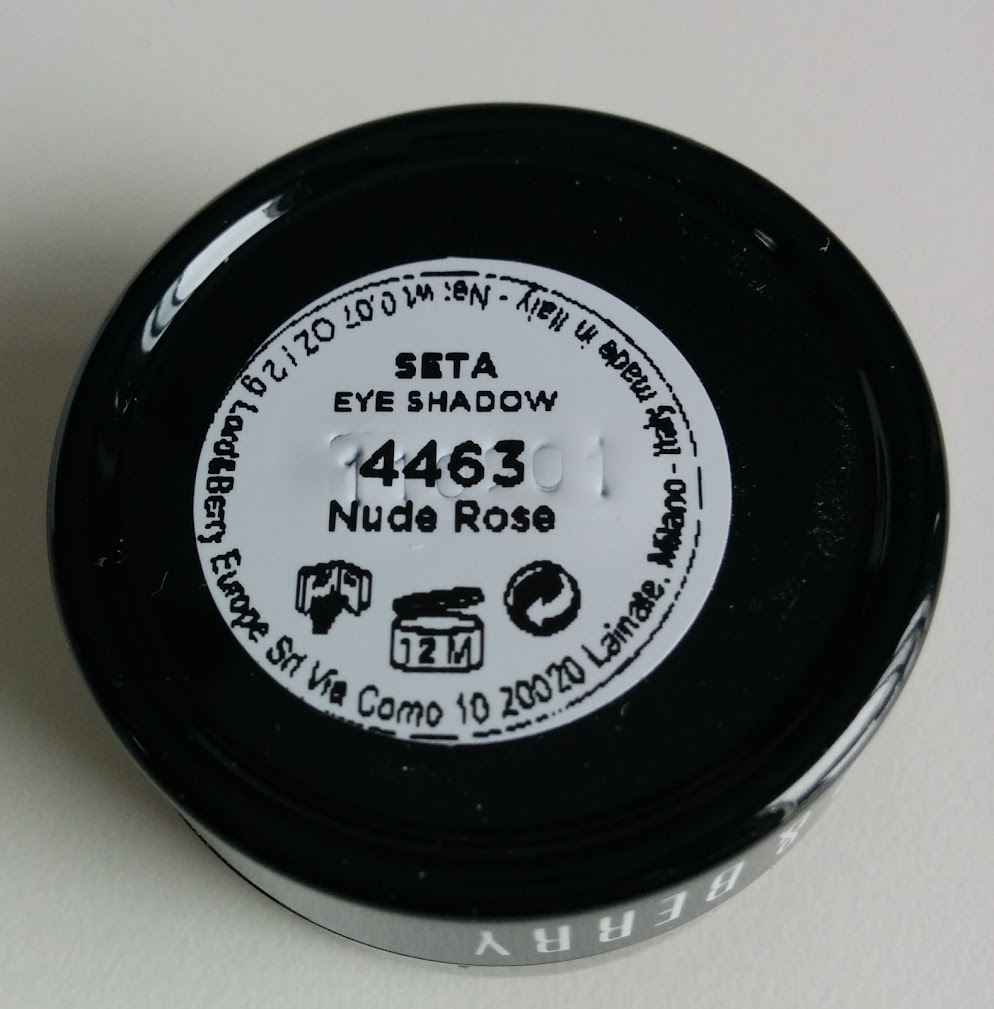 SETA
EYE SHADOW
4463
Nude Rose
12 M
Lord&Berry Europe Srl Via Como 10 20020 Lainate, Milano - Italy made in Italy - Net wt 0,07 OZ / 2 g
& BERRY